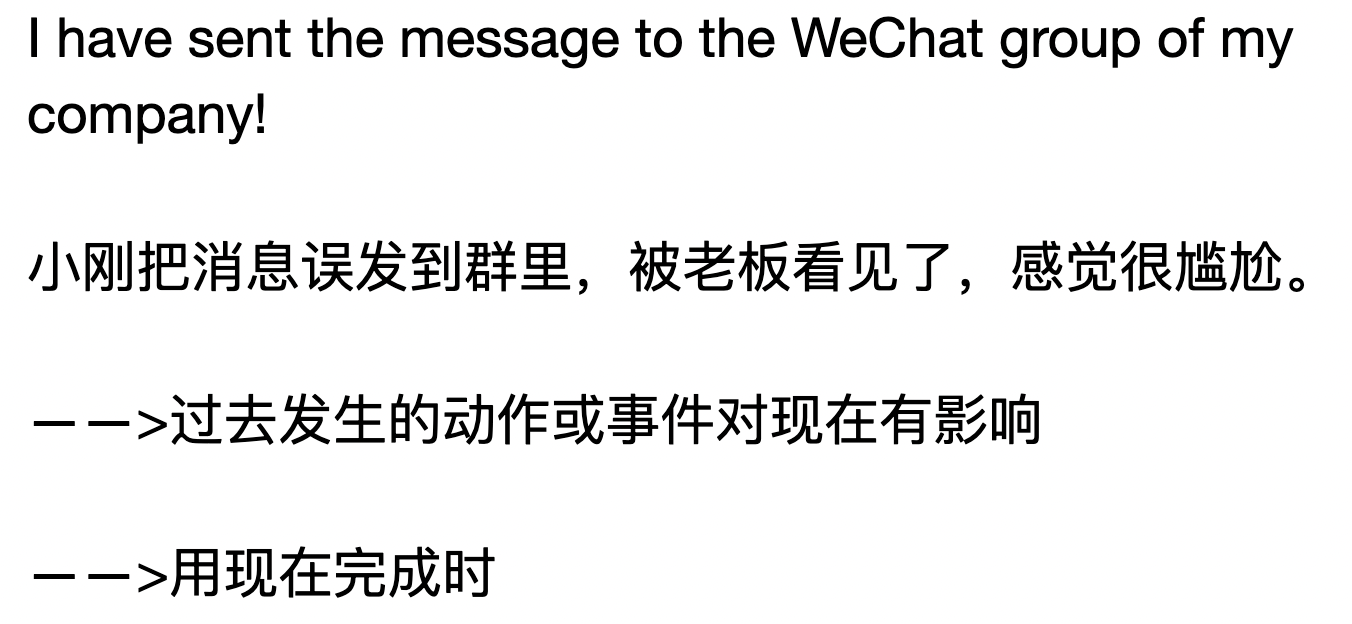 I have sent the message to the WeChat group of my
company!
小刚把消息误发到群里，被老板看见了，感觉很尴尬。
——>过去发生的动作或事件对现在有影响
——>用现在完成时